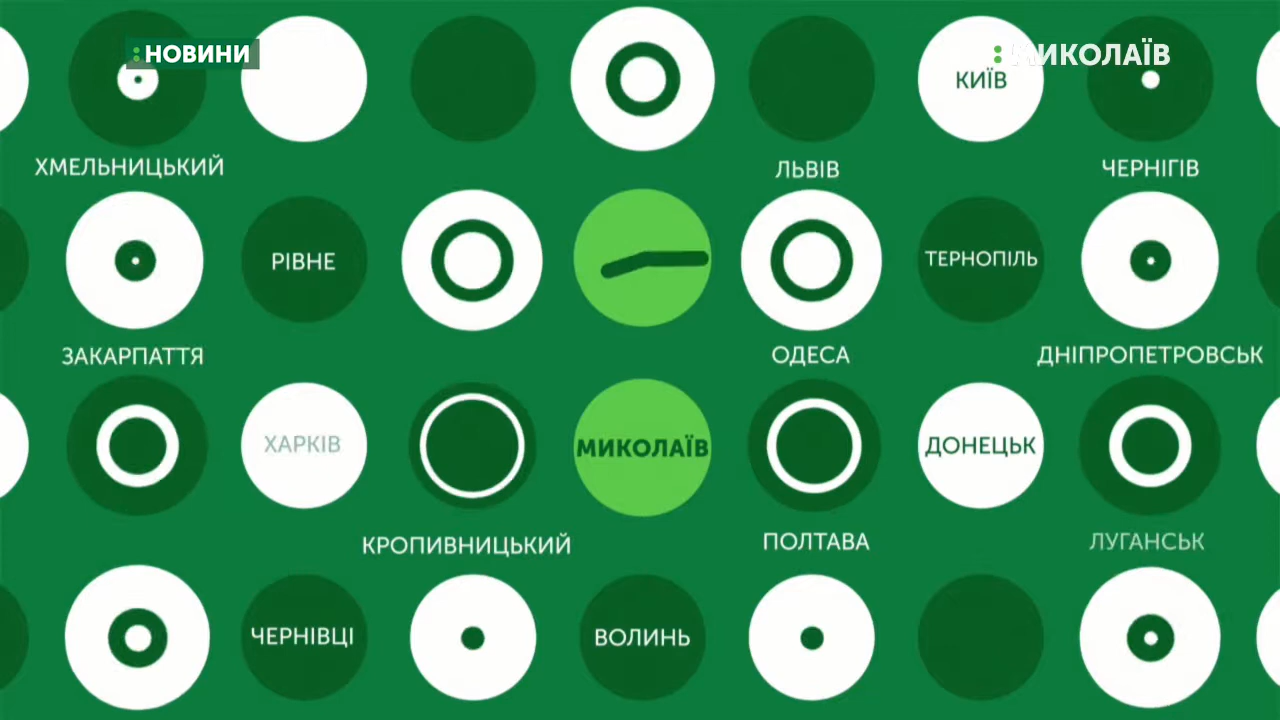 НОВИНИ
МИКОЛАЇВ
КИЇВ
ХМЕЛЬНИЦЬКИЙ
ЛЬВІВ
ЧЕРНІГІВ
РІВНЕ
ТЕРНОПІЛЬ
ЗАКАРПАТТЯ
ОДЕСА
ДНІПРОПЕТРОВСЬК
ХАРКІВ
МИКОЛАЇВ
ДОНЕЦЬК
КРОПИВНИЦЬКИЙ
ПОЛТАВА
ЛУГАНСЬК
ЧЕРНІВЦІ
ВОЛИНЬ